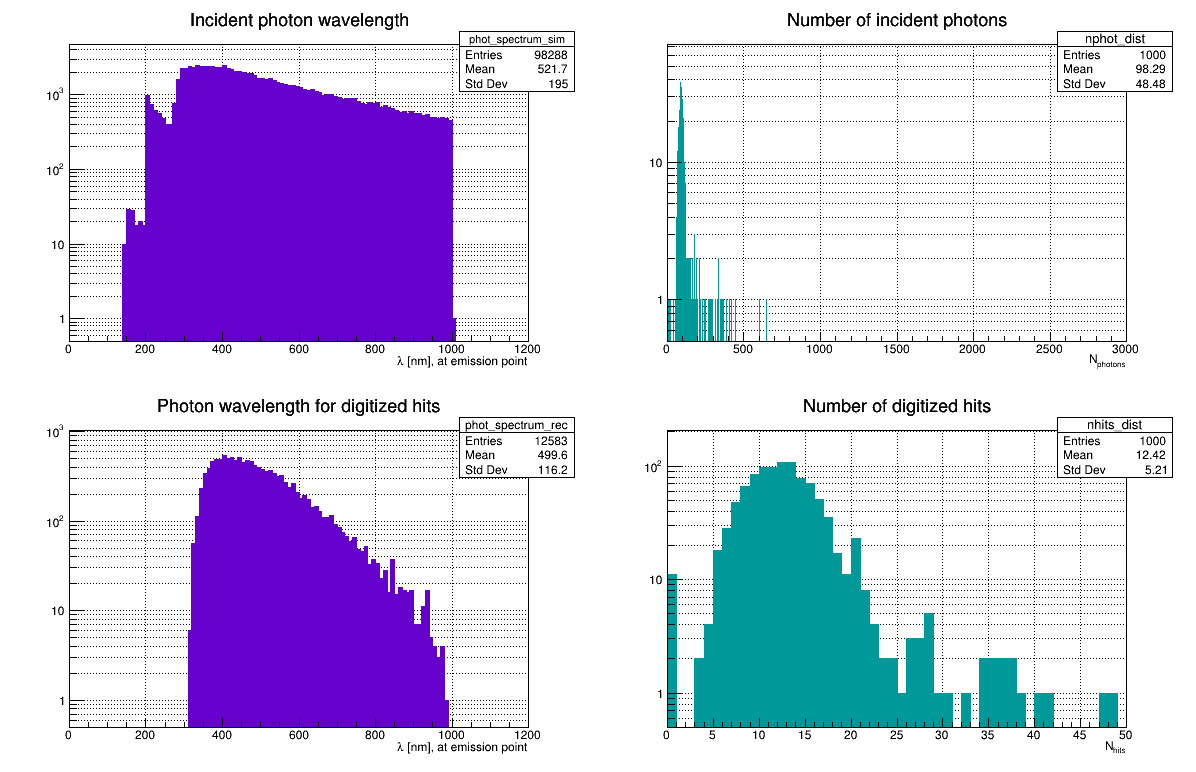 Incident photon wavelength
phot_spectrum_sim
Entries 98288
Mean 521.7
Std Dev 195
10³
10²
10
1
0 200 400 600 800 1000 1200
λ [nm], at emission point
Number of incident photons
nphot_dist
Entries 1000
Mean 98.29
Std Dev 48.48
10
1
0 500 1000 1500 2000 2500 3000
Nphotons
Photon wavelength for digitized hits
phot_spectrum_rec
Entries 12583
Mean 499.6
Std Dev 116.2
10³
10²
10
1
0 200 400 600 800 1000 1200
λ [nm], at emission point
Number of digitized hits
nhits_dist
Entries 1000
Mean 12.42
Std Dev 5.21
10²
10
1
0 5 10 15 20 25 30 35 40 45 50
Nhits